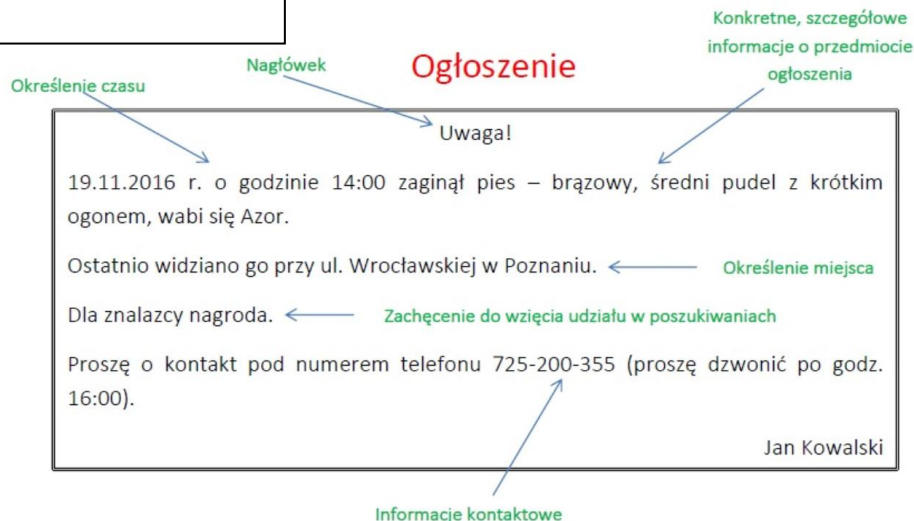 Konkretne, szczegółowe
informacje o przedmiocie
ogłoszenia
Nagłówek
Ogłoszenie
Określenie czasu
Uwaga!
19.11.2016 r. o godzinie 14:00 zaginął pies – brązowy, średni pudel z krótkim
ogonem, wabi się Azor.
Ostatnio widziano go przy ul. Wrocławskiej w Poznaniu.
Określenie miejsca
Dla znalazcy nagroda.
Zachęcenie do wzięcia udziału w poszukiwaniach
Proszę o kontakt pod numerem telefonu 725-200-355 (proszę dzwonić po godz.
16:00).
Jan Kowalski
Informacje kontaktowe